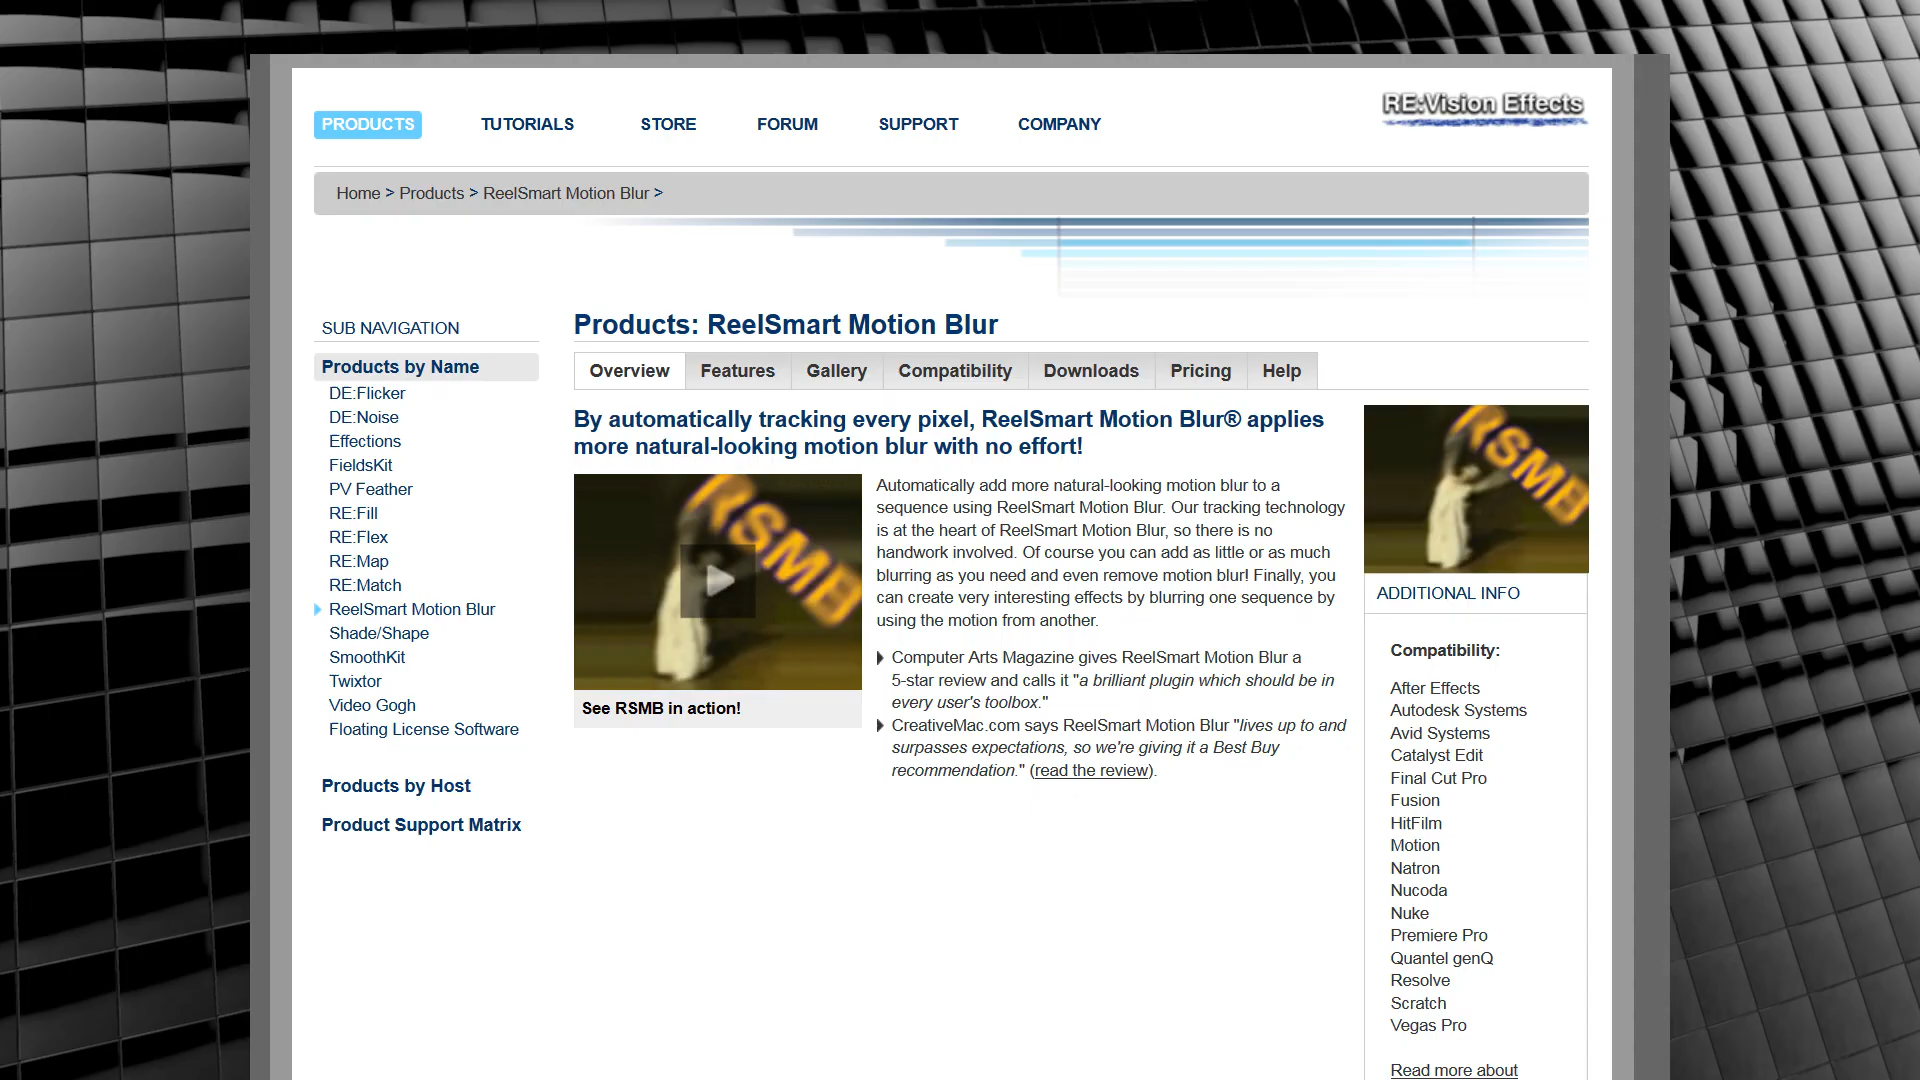 PRODUCTS TUTORIALS STORE FORUM SUPPORT COMPANY
RE:Vision Effects
Home > Products > ReelSmart Motion Blur >
SUB NAVIGATION
Products by Name
DE:Flicker
DE:Noise
Effections
FieldsKit
PV Feather
RE:Fill
RE:Flex
RE:Map
RE:Match
ReelSmart Motion Blur
Shade/Shape
SmoothKit
Twixtor
Video Gogh
Floating License Software
Products by Host
Product Support Matrix
Products: ReelSmart Motion Blur
Overview Features Gallery Compatibility Downloads Pricing Help
By automatically tracking every pixel, ReelSmart Motion Blur® applies
more natural-looking motion blur with no effort!
RSMB
See RSMB in action!
Automatically add more natural-looking motion blur to a
sequence using ReelSmart Motion Blur. Our tracking technology
is at the heart of ReelSmart Motion Blur, so there is no
handwork involved. Of course you can add as little or as much
blurring as you need and even remove motion blur! Finally, you
can create very interesting effects by blurring one sequence by
using the motion from another.
Computer Arts Magazine gives ReelSmart Motion Blur a
5-star review and calls it "a brilliant plugin which should be in
every user's toolbox."
CreativeMac.com says ReelSmart Motion Blur "lives up to and
surpasses expectations, so we're giving it a Best Buy
recommendation." (read the review).
RSMB
ADDITIONAL INFO
Compatibility:
After Effects
Autodesk Systems
Avid Systems
Catalyst Edit
Final Cut Pro
Fusion
HitFilm
Motion
Natron
Nucoda
Nuke
Premiere Pro
Quantel genQ
Resolve
Scratch
Vegas Pro
Read more about